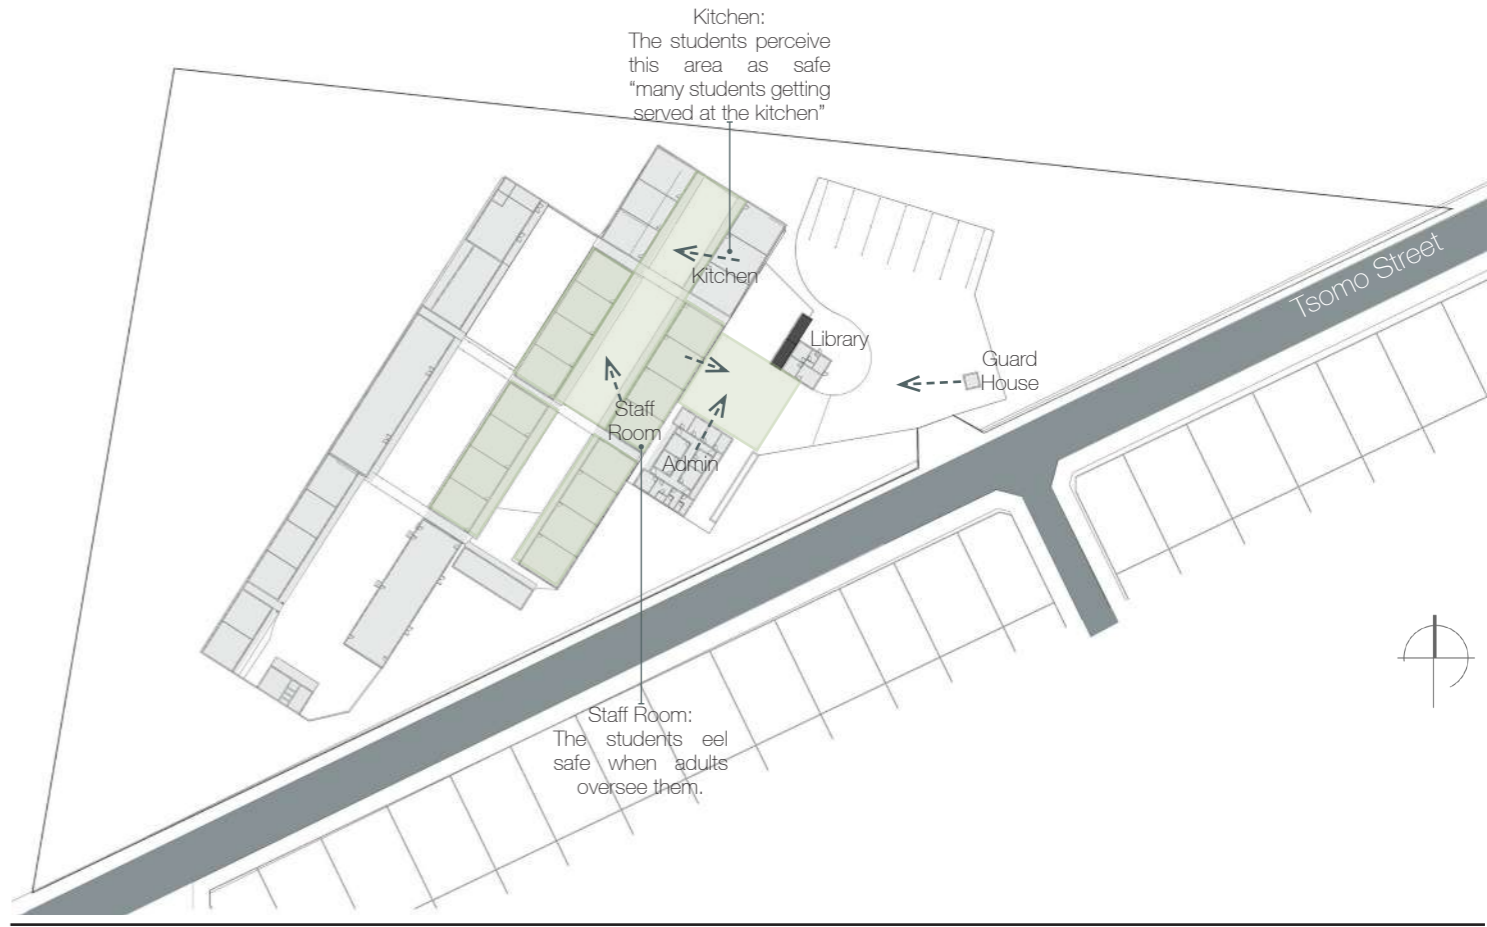 Kitchen:
The students perceive
this area as safe
“many students getting
served at the kitchen”
Tsomo Street
Kitchen
Library
Guard
House
Staff
Room
Admin
Staff Room:
The students eel
safe when adults
oversee them.